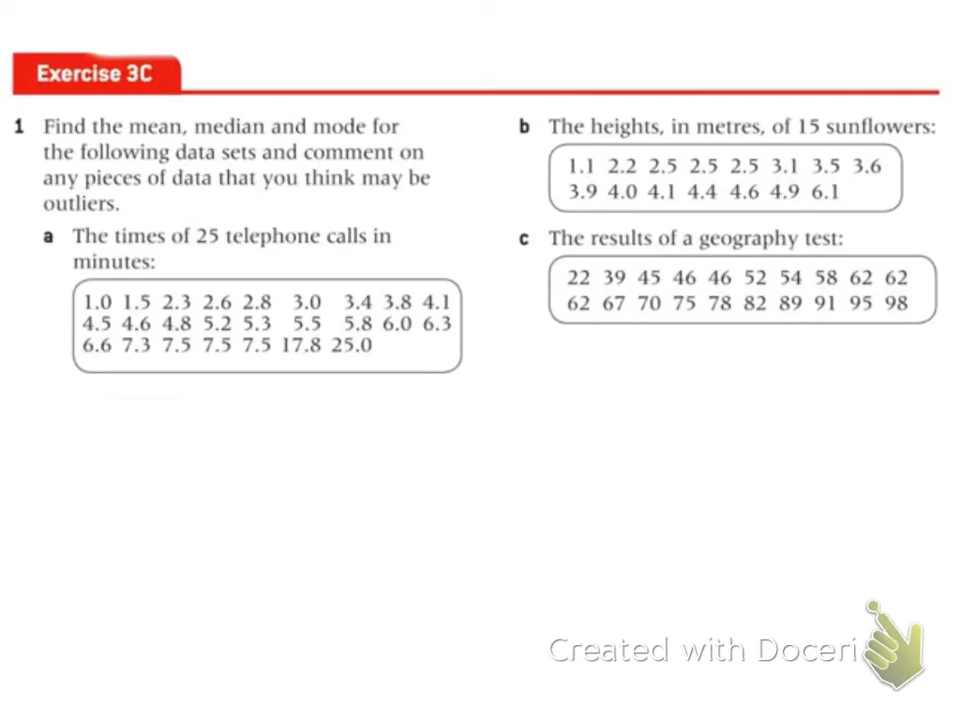 Exercise 3C
1 Find the mean, median and mode for
the following data sets and comment on
any pieces of data that you think may be
outliers.
a The times of 25 telephone calls in
minutes:
1.0 1.5 2.3 2.6 2.8 3.0 3.4 3.8 4.1
4.5 4.6 4.8 5.2 5.3 5.5 5.8 6.0 6.3
6.6 7.3 7.5 7.5 7.5 17.8 25.0
b The heights, in metres, of 15 sunflowers:
1.1 2.2 2.5 2.5 2.5 3.1 3.5 3.6
3.9 4.0 4.1 4.4 4.6 4.9 6.1
c The results of a geography test:
22 39 45 46 46 52 54 58 62 62
62 67 70 75 78 82 89 91 95 98
Created with Doceri